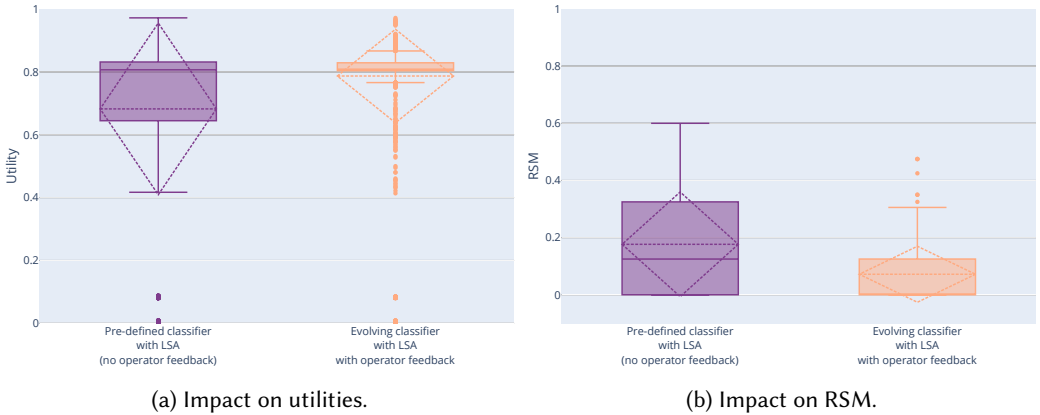 1
0.8
0.6
0.4
0.2
0
Utility
Pre-defined classifier
with LSA
(no operator feedback)
Evolving classifier
with LSA
with operator feedback
(a) Impact on utilities.
1
0.8
0.6
0.4
0.2
0
RSM
Pre-defined classifier
with LSA
(no operator feedback)
Evolving classifier
with LSA
with operator feedback
(b) Impact on RSM.